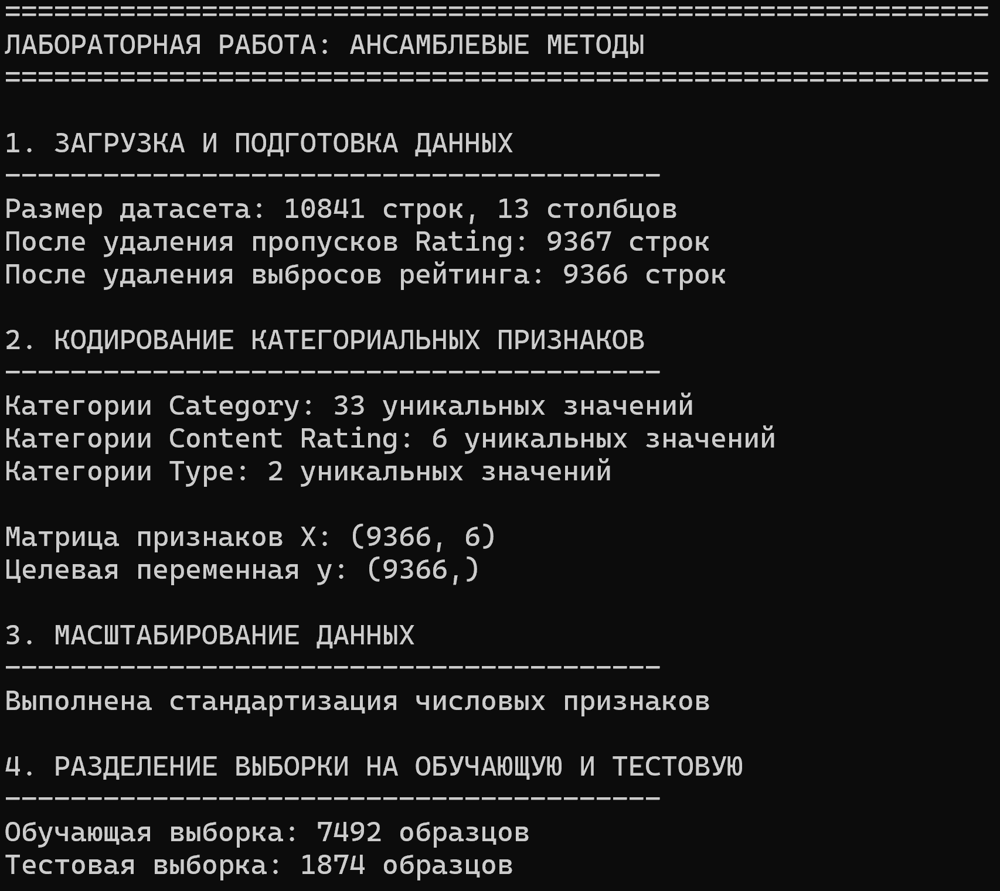 ============================================================
ЛАБОРАТОРНАЯ РАБОТА: АНСАМБЛЕВЫЕ МЕТОДЫ
============================================================
1. ЗАГРУЗКА И ПОДГОТОВКА ДАННЫХ
----------------------------------------
Размер датасета: 10841 строк, 13 столбцов
После удаления пропусков Rating: 9367 строк
После удаления выбросов рейтинга: 9366 строк
2. КОДИРОВАНИЕ КАТЕГОРИАЛЬНЫХ ПРИЗНАКОВ
----------------------------------------
Категории Category: 33 уникальных значений
Категории Content Rating: 6 уникальных значений
Категории Type: 2 уникальных значений
Матрица признаков X: (9366, 6)
Целевая переменная y: (9366,)
3. МАСШТАБИРОВАНИЕ ДАННЫХ
----------------------------------------
Выполнена стандартизация числовых признаков
4. РАЗДЕЛЕНИЕ ВЫБОРКИ НА ОБУЧАЮЩУЮ И ТЕСТОВУЮ
----------------------------------------
Обучающая выборка: 7492 образцов
Тестовая выборка: 1874 образцов